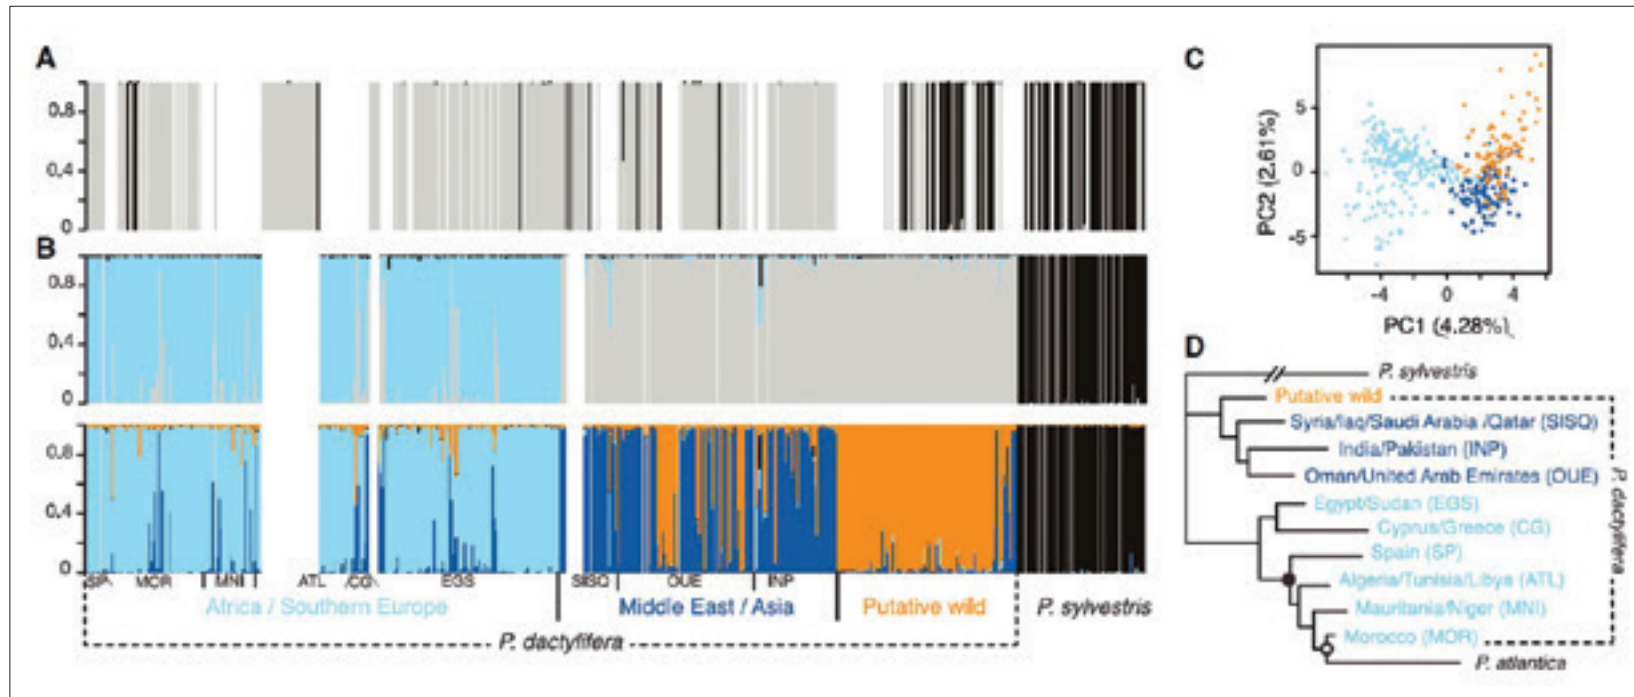 A
0.8
0.4
0
B
0.8
0.4
0
0.8
0.4
0
SP MOR MNI ATL CG EGS SISQ OUE INP
Africa / Southern Europe
Middle East / Asia
Putative wild
P. sylvestris
P. dactylifera
C
PC2 (2.61%)
5
0
-5
-4 0 4
PC1 (4.28%)
D
P. sylvestris
Putative wild
Syria/Iaq/Saudi Arabia /Qatar (SISQ)
India/Pakistan (INP)
Oman/United Arab Emirates (OUE)
Egypt/Sudan (EGS)
Cyprus/Greece (CG)
Spain (SP)
Algeria/Tunisia/Libya (ATL)
Mauritania/Niger (MNI)
Morocco (MOR)
P. atlantica
P. dactylifera